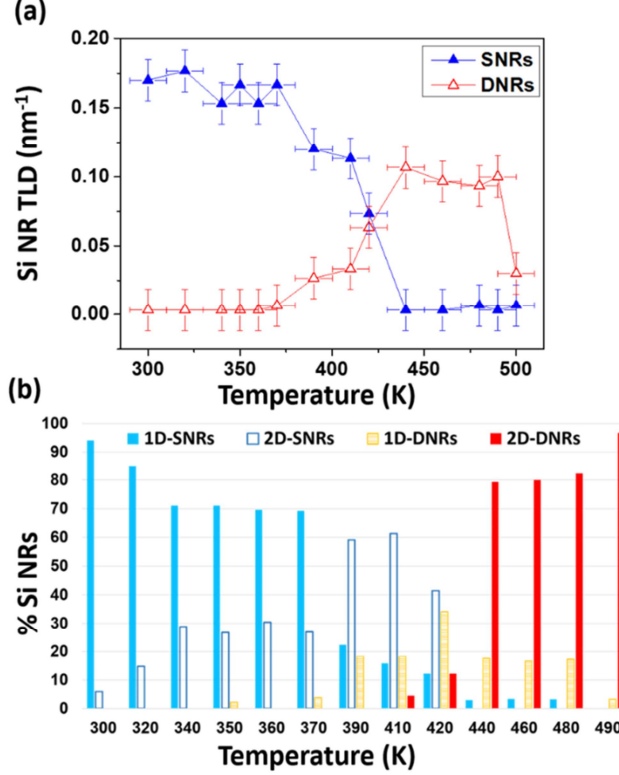 (a)
0.20
0.15
0.10
0.05
0.00
Si NR TLD (nm⁻¹)
SNRs
DNRs
300 350 400 450 500
Temperature (K)
(b)
100
90
80
70
60
50
40
30
20
10
0
% Si NRs
1D-SNRs 2D-SNRs 1D-DNRs 2D-DNRs
300 320 340 350 360 370 390 410 420 440 460 480 490
Temperature (K)